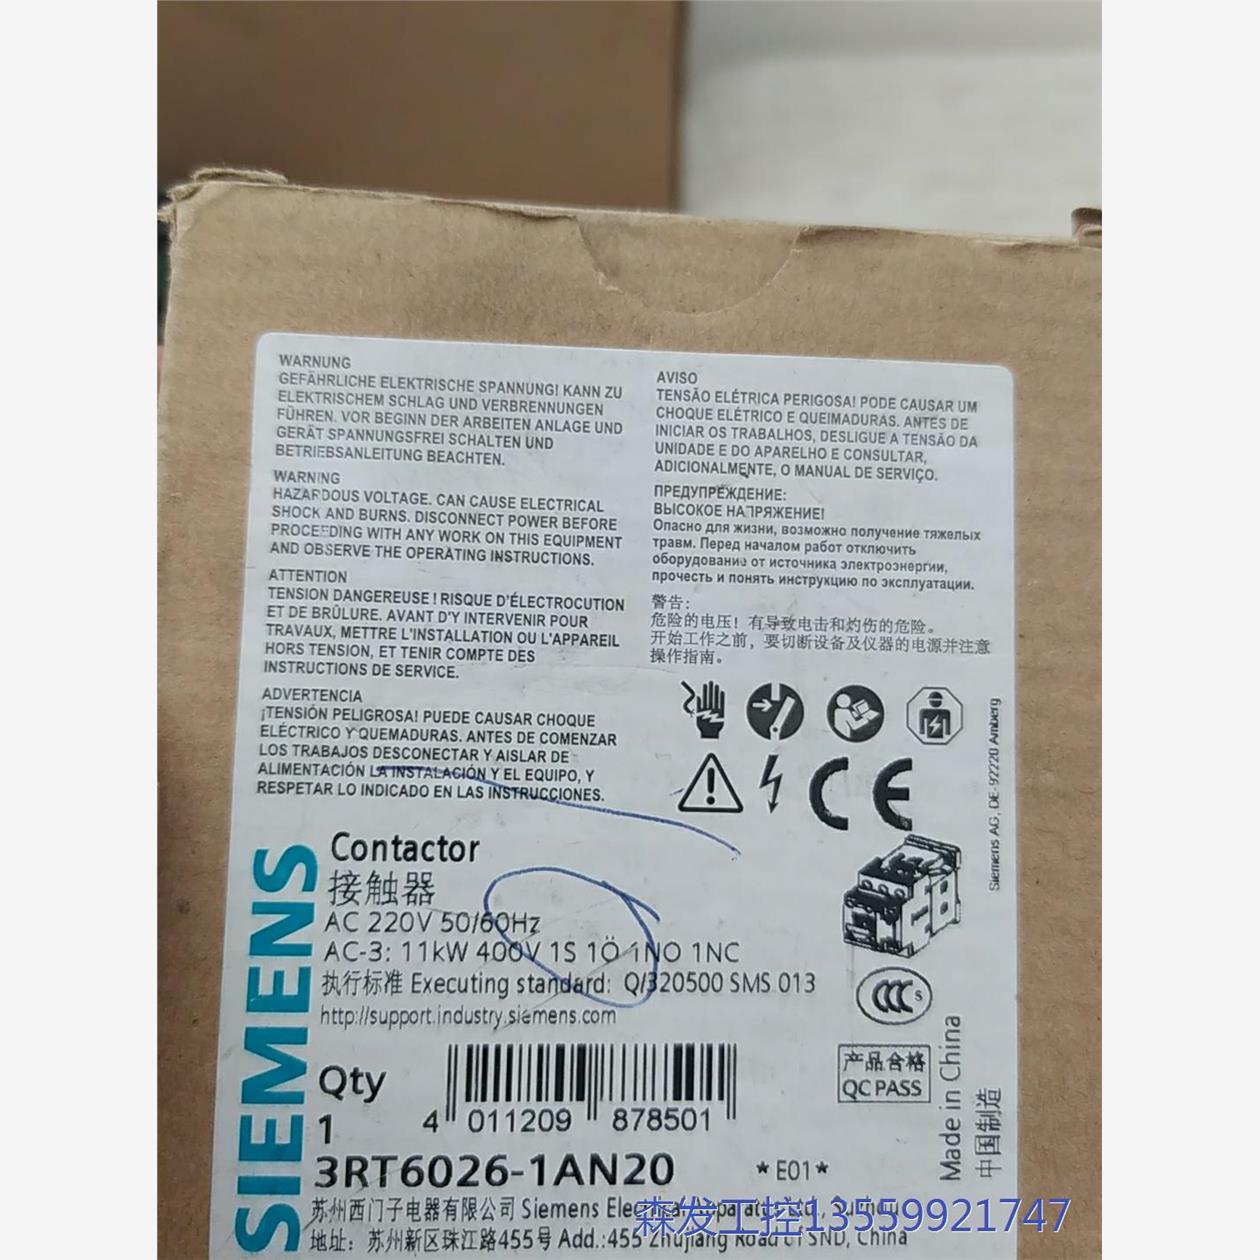 WARNUNG
GEFÄHRLICHE ELEKTRISCHE SPANNUNG! KANN ZU
ELEKTRISCHEM SCHLAG UND VERBRENNUNGEN
FÜHREN. VOR BEGINN DER ARBEITEN ANLAGE UND
GERÄT SPANNUNGSFREI SCHALTEN UND
BETRIEBSANLEITUNG BEACHTEN.
WARNING
HAZARDOUS VOLTAGE. CAN CAUSE ELECTRICAL
SHOCK AND BURNS. DISCONNECT POWER BEFORE
PROCEEDING WITH ANY WORK ON THIS EQUIPMENT
AND OBSERVE THE OPERATING INSTRUCTIONS.
ATTENTION
TENSION DANGEREUSE ! RISQUE D'ÉLECTROCUTION
ET DE BRÛLURE. AVANT D'Y INTERVENIR POUR
TRAVAUX, METTRE L'INSTALLATION OU L'APPAREIL
HORS TENSION, ET TENIR COMPTE DES
INSTRUCTIONS DE SERVICE.
ADVERTENCIA
¡TENSIÓN PELIGROSA! PUEDE CAUSAR CHOQUE
ELÉCTRICO Y QUEMADURAS. ANTES DE COMENZAR
LOS TRABAJOS DESCONECTAR Y AISLAR DE
ALIMENTACIÓN LA INSTALACIÓN Y EL EQUIPO, Y
RESPETAR LO INDICADO EN LAS INSTRUCCIONES.
AVISO
TENSÃO ELÉTRICA PERIGOSA! PODE CAUSAR UM
CHOQUE ELÉTRICO E QUEIMADURAS. ANTES DE
INICIAR OS TRABALHOS, DESLIGUE A TENSÃO DA
UNIDADE E DO APARELHO E CONSULTAR,
ADICIONALMENTE, O MANUAL DE SERVIÇO.
ПРЕДУПРЕЖДЕНИЕ:
ВЫСОКОЕ НАПРЯЖЕНИЕ!
Опасно для жизни, возможно получение тяжелых
травм. Перед началом работ отключить
оборудование от источника электроэнергии,
прочесть и понять инструкцию по эксплуатации.
警告:
危险的电压! 有导致电击和灼伤的危险。
开始工作之前，要切断设备及仪器的电源并注意
操作指南。
CE
Siemens AG, DE-92220 Amberg
SIEMENS
Contactor
接触器
AC 220V 50/60Hz
AC-3: 11kW 400V 1S 1Ö 1NO 1NC
执行标准 Executing standard: Q/320500 SMS 013
http://support.industry.siemens.com
CCC S
产品合格
QC PASS
Made in China
中国制造
Qty
1
4 011209 878501
3RT6026-1AN20
*E01*
苏州西门子电器有限公司 Siemens Electrical Apparatus Ltd., Suzhou
地址: 苏州新区珠江路455号 Add.:455 Zhujiang Road of SND, China
森发工控13559921747